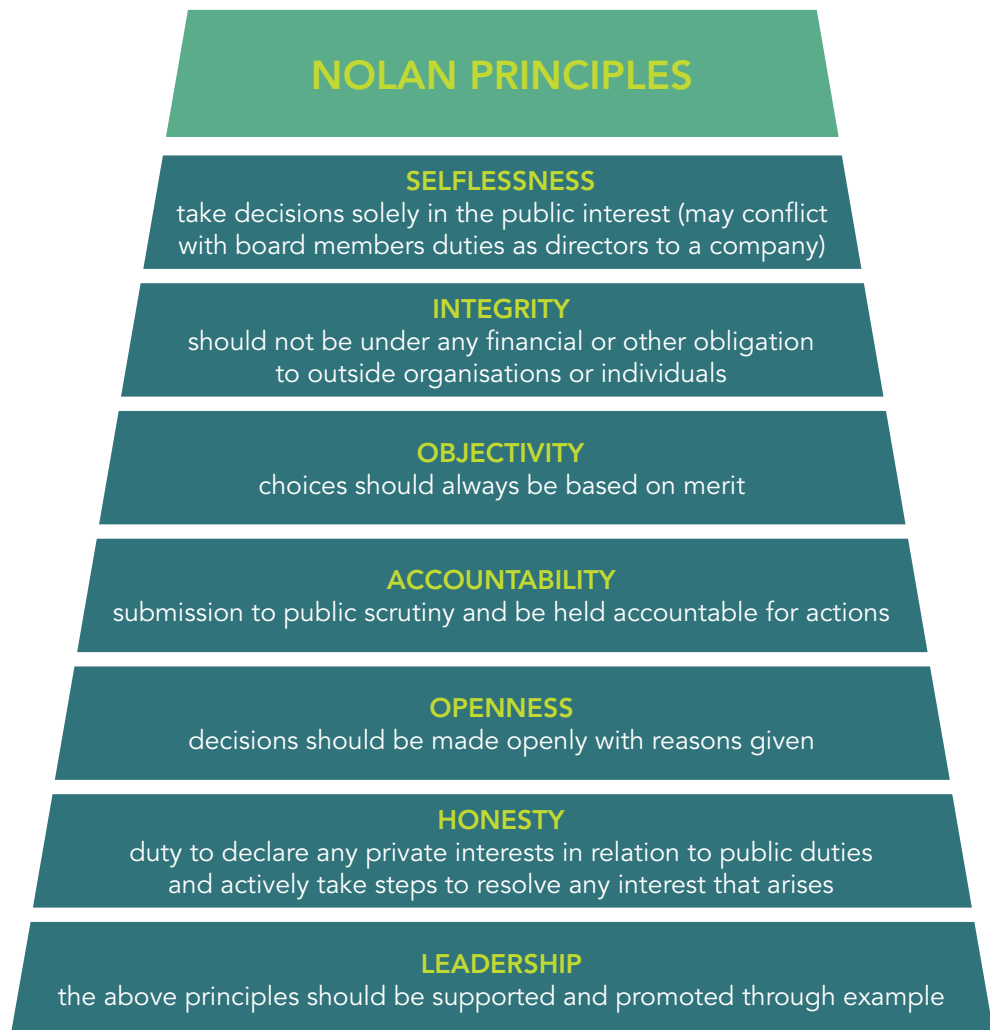 NOLAN PRINCIPLES
SELFLESSNESS
take decisions solely in the public interest (may conflict
with board members duties as directors to a company)
INTEGRITY
should not be under any financial or other obligation
to outside organisations or individuals
OBJECTIVITY
choices should always be based on merit
ACCOUNTABILITY
submission to public scrutiny and be held accountable for actions
OPENNESS
decisions should be made openly with reasons given
HONESTY
duty to declare any private interests in relation to public duties
and actively take steps to resolve any interest that arises
LEADERSHIP
the above principles should be supported and promoted through example